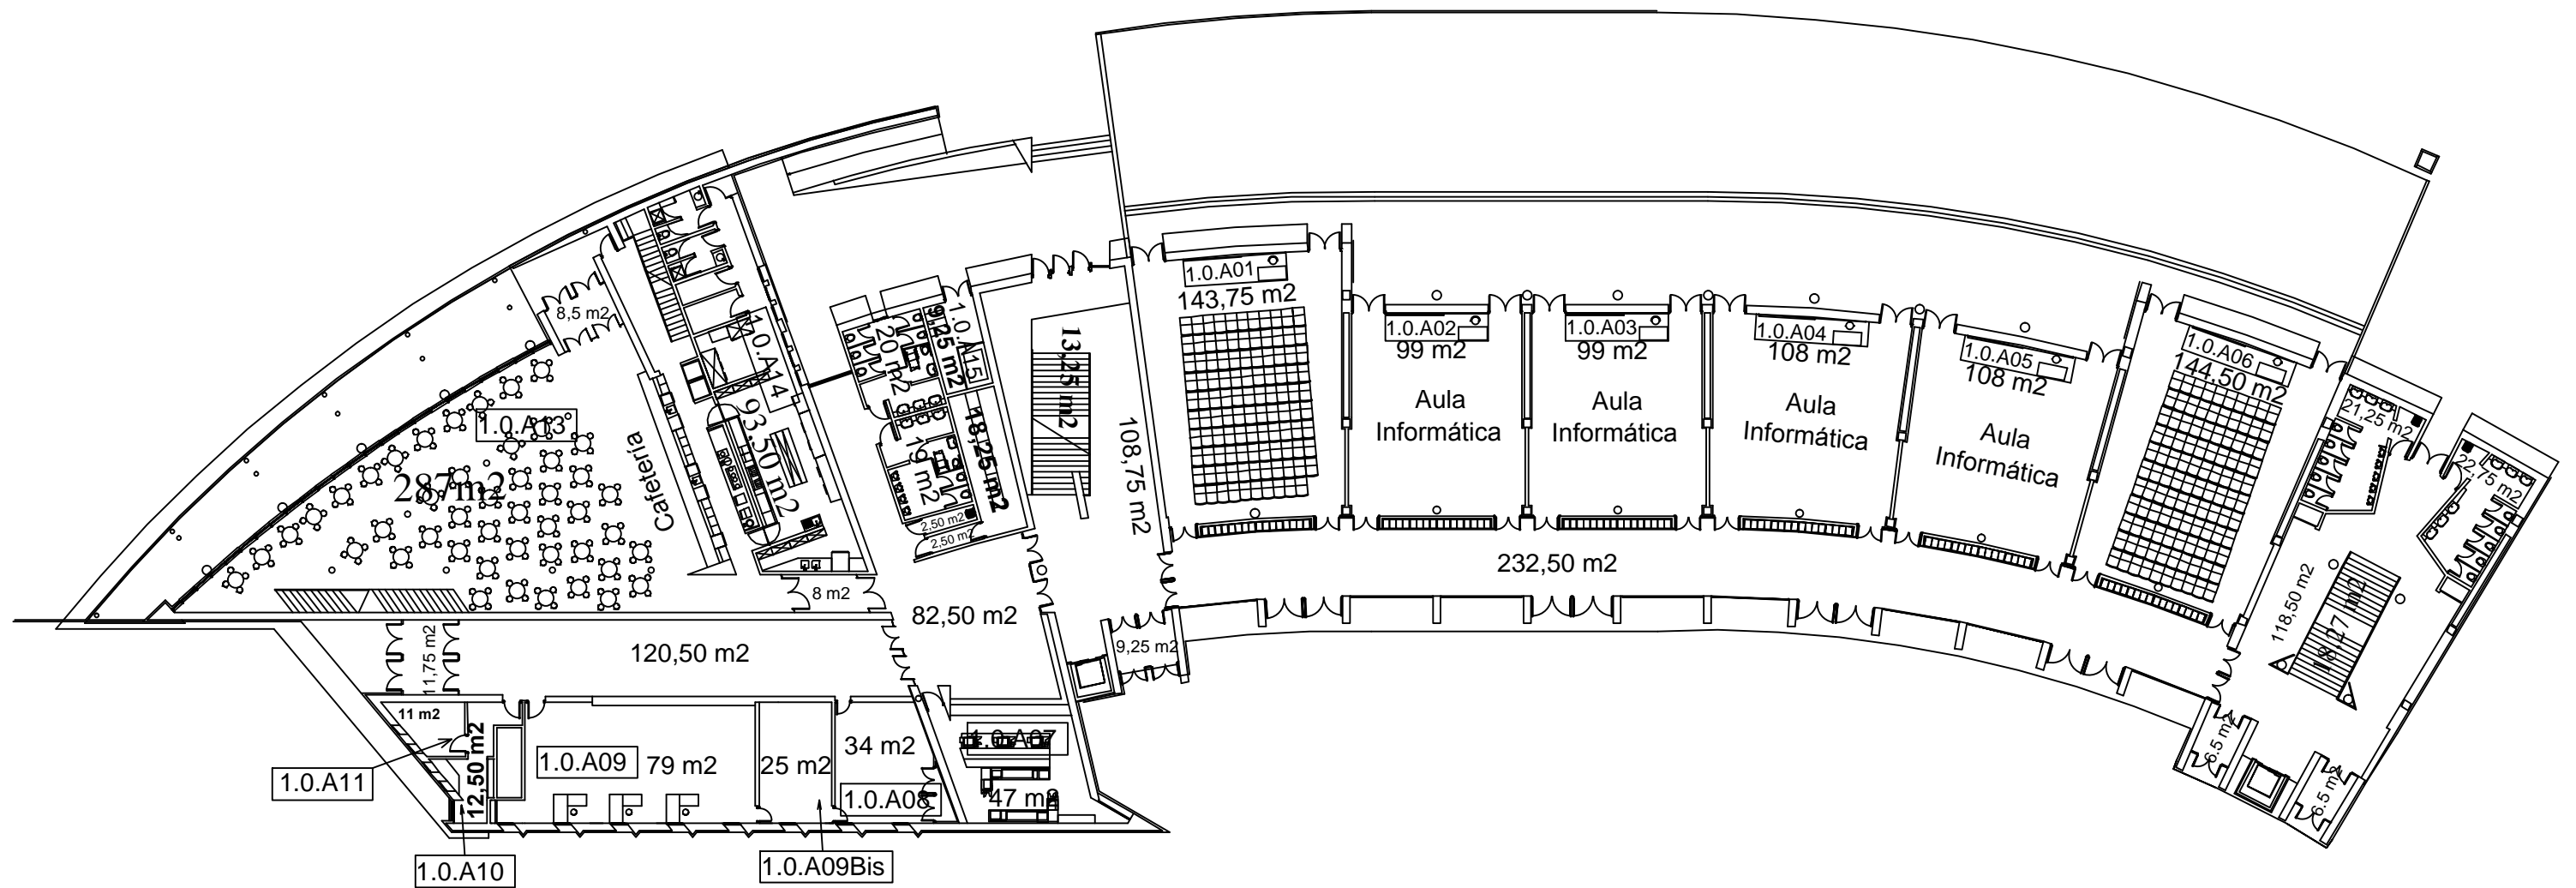 1.0.A01
143,75 m2
1.0.A02
99 m2
Aula
Informática
1.0.A03
99 m2
Aula
Informática
1.0.A04
108 m2
Aula
Informática
1.0.A05
108 m2
Aula
Informática
1.0.A06
144,50 m2
21,25 m2
22,75 m2
8,5 m2
10.A14
93.50 m2
20 m2
9,25 m2
1.0.A15
13,25 m2
108,75 m2
1.0.A13
287m2
Cafetería
19 m2
18,25 m2
2,50 m2
2,50 m2
232,50 m2
118,50 m2
18,27 m2
8 m2
82,50 m2
120,50 m2
11,75 m2
9,25 m2
11 m2
12,50 m2
1.0.A09
79 m2
25 m2
34 m2
1.0.A08
1.0.A07
47 m2
6.5 m2
6.5 m2
1.0.A11
1.0.A10
1.0.A09Bis